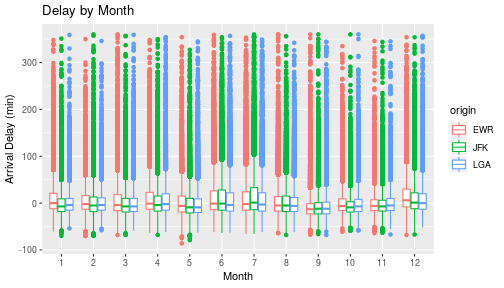 Delay by Month
Arrival Delay (min)
300
200
100
0
-100
1 2 3 4 5 6 7 8 9 10 11 12
Month
origin
EWR
JFK
LGA